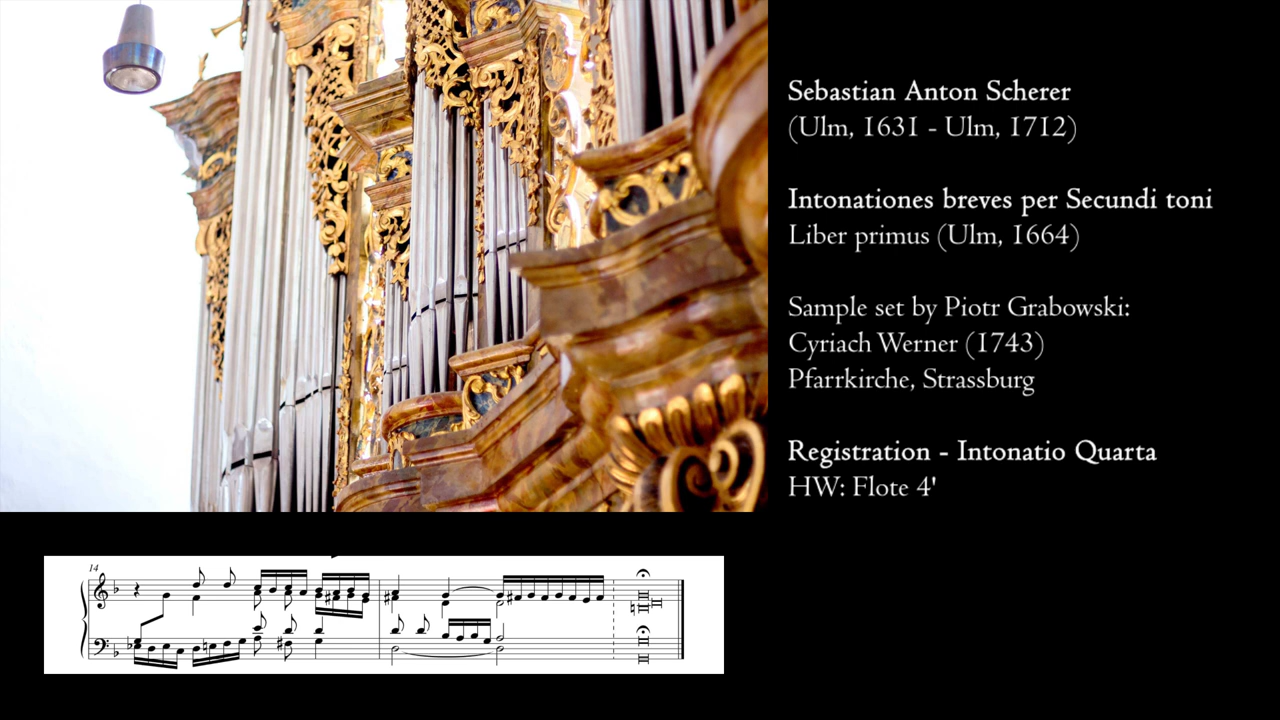 Sebastian Anton Scherer
(Ulm, 1631 - Ulm, 1712)
Intonationes breves per Secundi toni
Liber primus (Ulm, 1664)
Sample set by Piotr Grabowski:
Cyriach Werner (1743)
Pfarrkirche, Strassburg
Registration - Intonatio Quarta
HW: Flote 4'
14